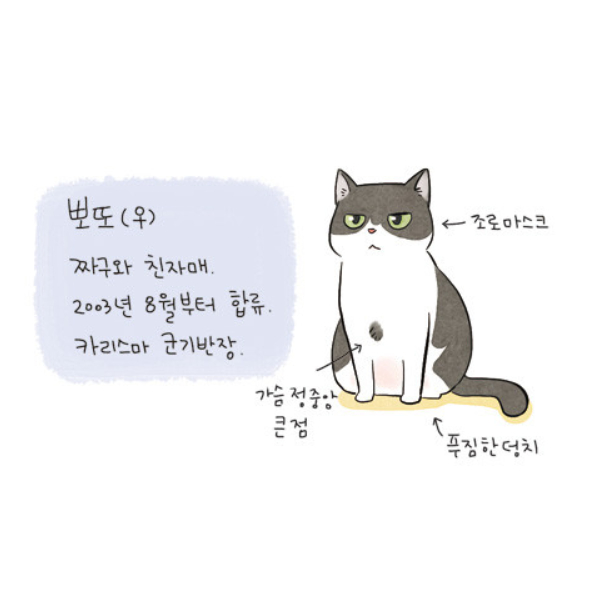 뽀또(우)
짜구와 친자매.
2003년 8월부터 합류.
카리스마 군기반장.
조로마스크
가슴정중앙
큰점
푸짐한덩치